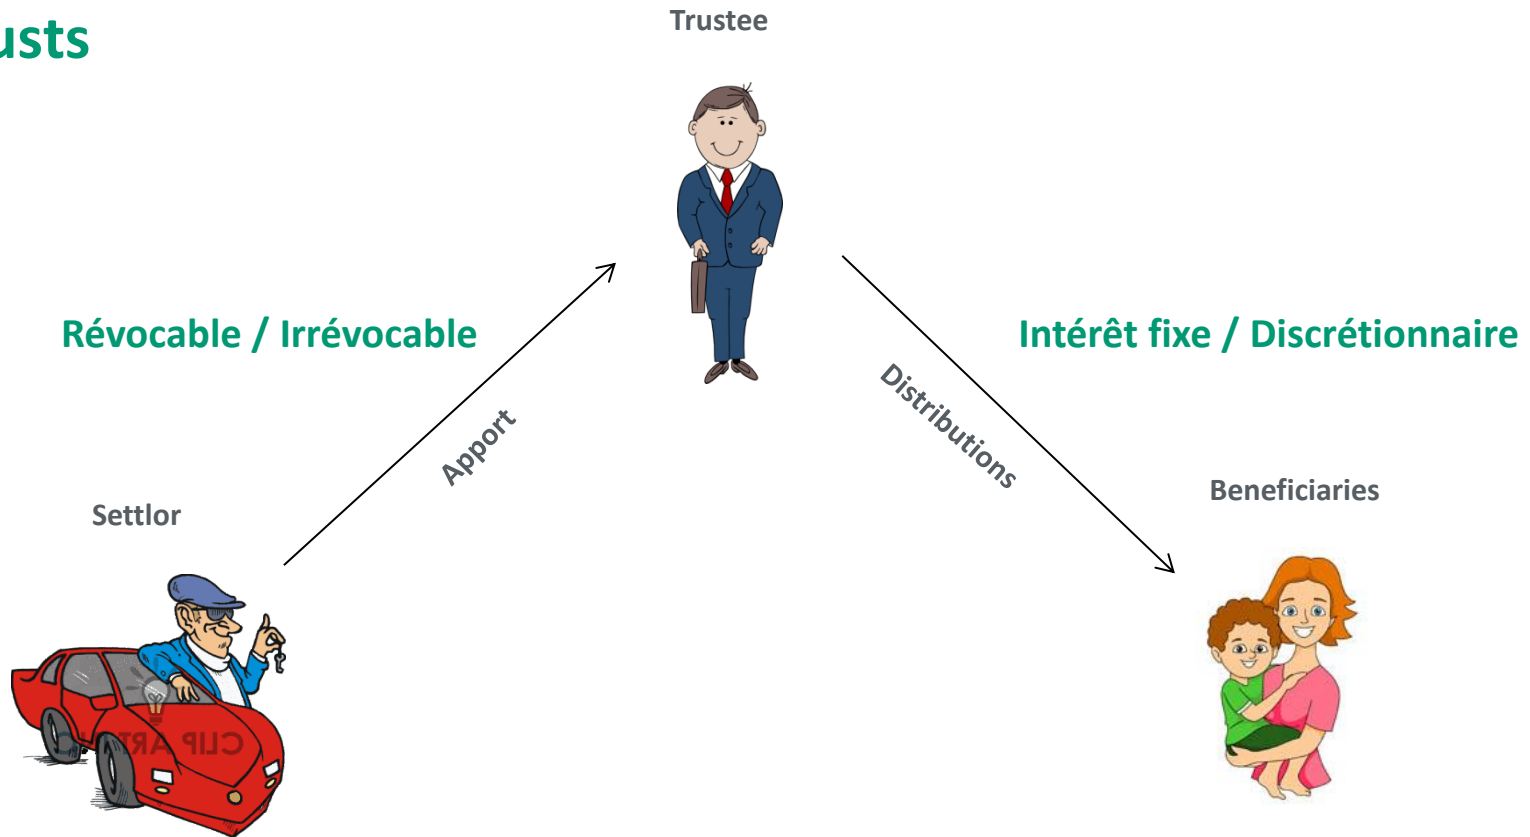 usts
Trustee
Révocable / Irrévocable
Intérêt fixe / Discrétionnaire
Apport
Distributions
Settlor
Beneficiaries